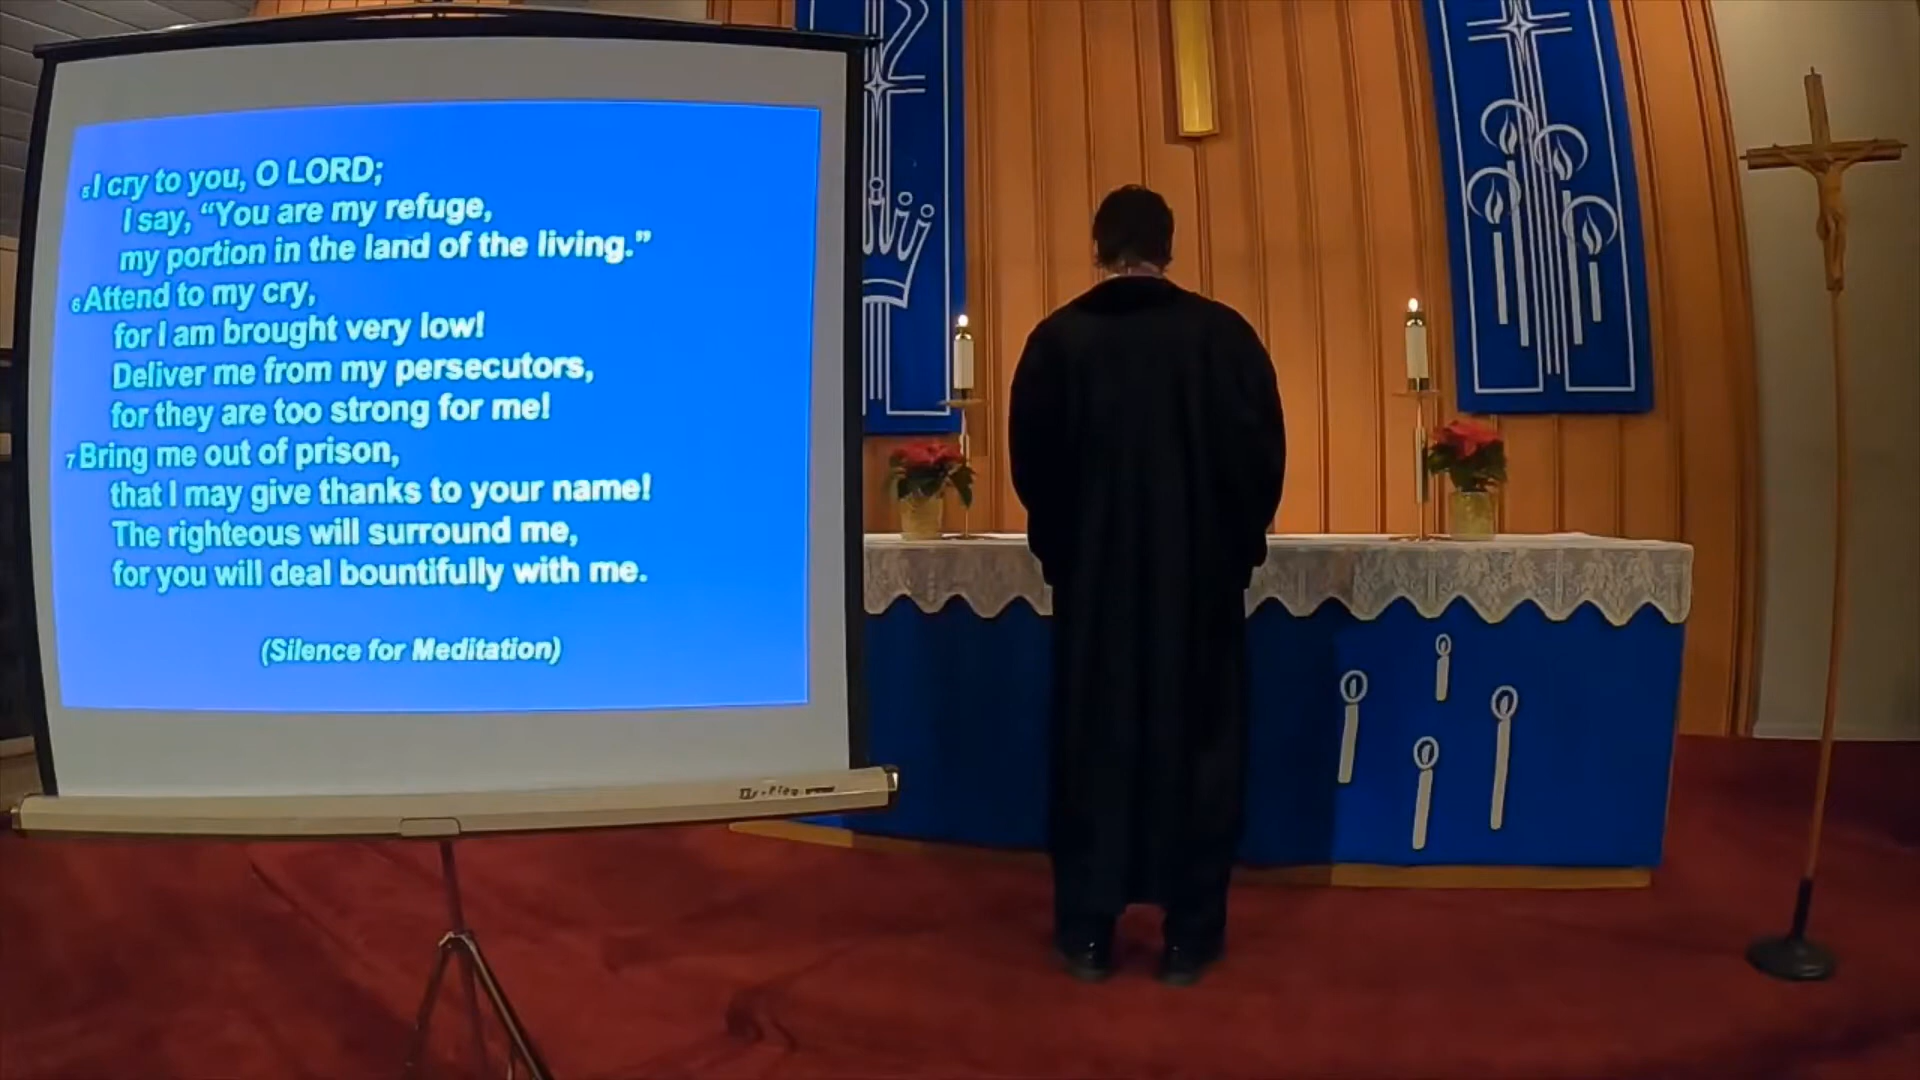 5 I cry to you, O LORD;
I say, “You are my refuge,
my portion in the land of the living.”
6 Attend to my cry,
for I am brought very low!
Deliver me from my persecutors,
for they are too strong for me!
7 Bring me out of prison,
that I may give thanks to your name!
The righteous will surround me,
for you will deal bountifully with me.
(Silence for Meditation)